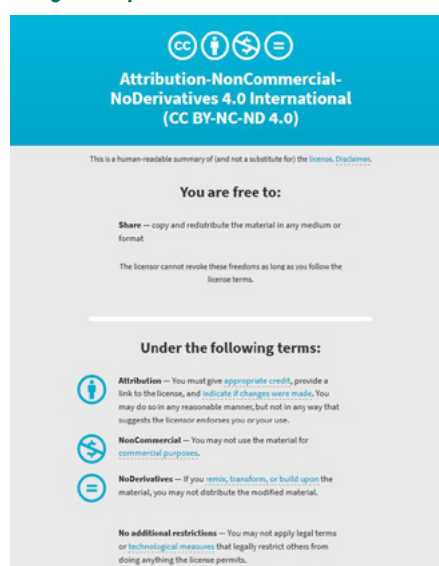 cc
Attribution-NonCommercial-
NoDerivatives 4.0 International
(CC BY-NC-ND 4.0)
This is a human-readable summary of (and not a substitute for) the license. Disclaimer.
You are free to:
Share — copy and redistribute the material in any medium or
format
The licensor cannot revoke these freedoms as long as you follow the
license terms.
Under the following terms:
Attribution — You must give appropriate credit, provide a
link to the license, and indicate if changes were made. You
may do so in any reasonable manner, but not in any way that
suggests the licensor endorses you or your use.
NonCommercial — You may not use the material for
commercial purposes.
NoDerivatives — If you remix, transform, or build upon the
material, you may not distribute the modified material.
No additional restrictions — You may not apply legal terms
or technological measures that legally restrict others from
doing anything the license permits.